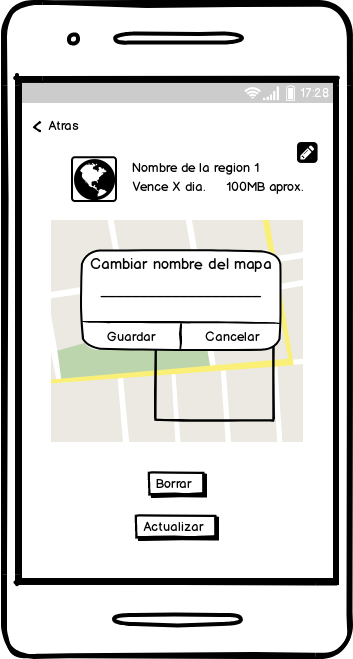 17:28
Atras
Nombre de la region 1
Vence X dia. 100MB aprox.
Cambiar nombre del mapa
Guardar Cancelar
Borrar
Actualizar